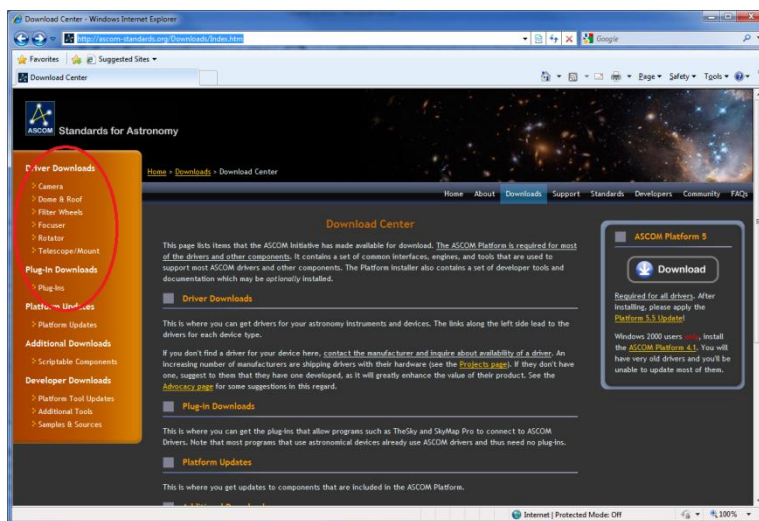 Download Center - Windows Internet Explorer
http://ascom-standards.org/Downloads/Index.htm
Google
Favorites
Suggested Sites
Download Center
Page
Safety
Tools
ASCOM
Standards for Astronomy
Home > Downloads > Download Center
Home About Downloads Support Standards Developers Community FAQs
Driver Downloads
> Camera
> Dome & Roof
> Filter Wheels
> Focuser
> Rotator
> Telescope/Mount
Plug-In Downloads
> Plug-Ins
Platform Updates
> Platform Updates
Additional Downloads
> Scriptable Components
Developer Downloads
> Platform Tool Updates
> Additional Tools
> Samples & Sources
Download Center
This page lists items that the ASCOM Initiative has made available for download. The ASCOM Platform is required for most
of the drivers and other components. It contains a set of common interfaces, engines, and tools that are used to
support most ASCOM drivers and other components. The Platform installer also contains a set of developer tools and
documentation which may be optionally installed.
Driver Downloads
This is where you can get drivers for your astronomy instruments and devices. The links along the left side lead to the
drivers for each device type.
If you don't find a driver for your device here, contact the manufacturer and inquire about availability of a driver. An
increasing number of manufacturers are shipping drivers with their hardware (see the Projects page). If they don't have
one, suggest to them that they have one developed, as it will greatly enhance the value of their product. See the
Advocacy page for some suggestions in this regard.
Plug-in Downloads
This is where you can get the plug-ins that allow programs such as TheSky and SkyMap Pro to connect to ASCOM
Drivers. Note that most programs that use astronomical devices already use ASCOM drivers and thus need no plug-ins.
Platform Updates
This is where you get updates to components that are included in the ASCOM Platform.
ASCOM Platform 5
Download
Required for all drivers. After
installing, please apply the
Platform 5.5 Update!
Windows 2000 users only, install
the ASCOM Platform 4.1. You will
have very old drivers and you'll be
unable to update most of them.
Internet | Protected Mode: Off
100%